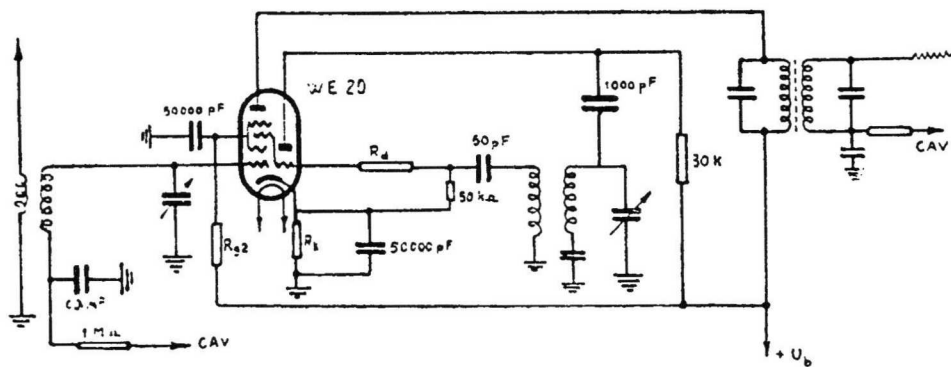 WE 20
50000 pF
1000 pF
50 pF
Rd
30 K
CAV
50 kΩ
Rg2
Rk
50000 pF
1 MΩ
CAV
+ Ub